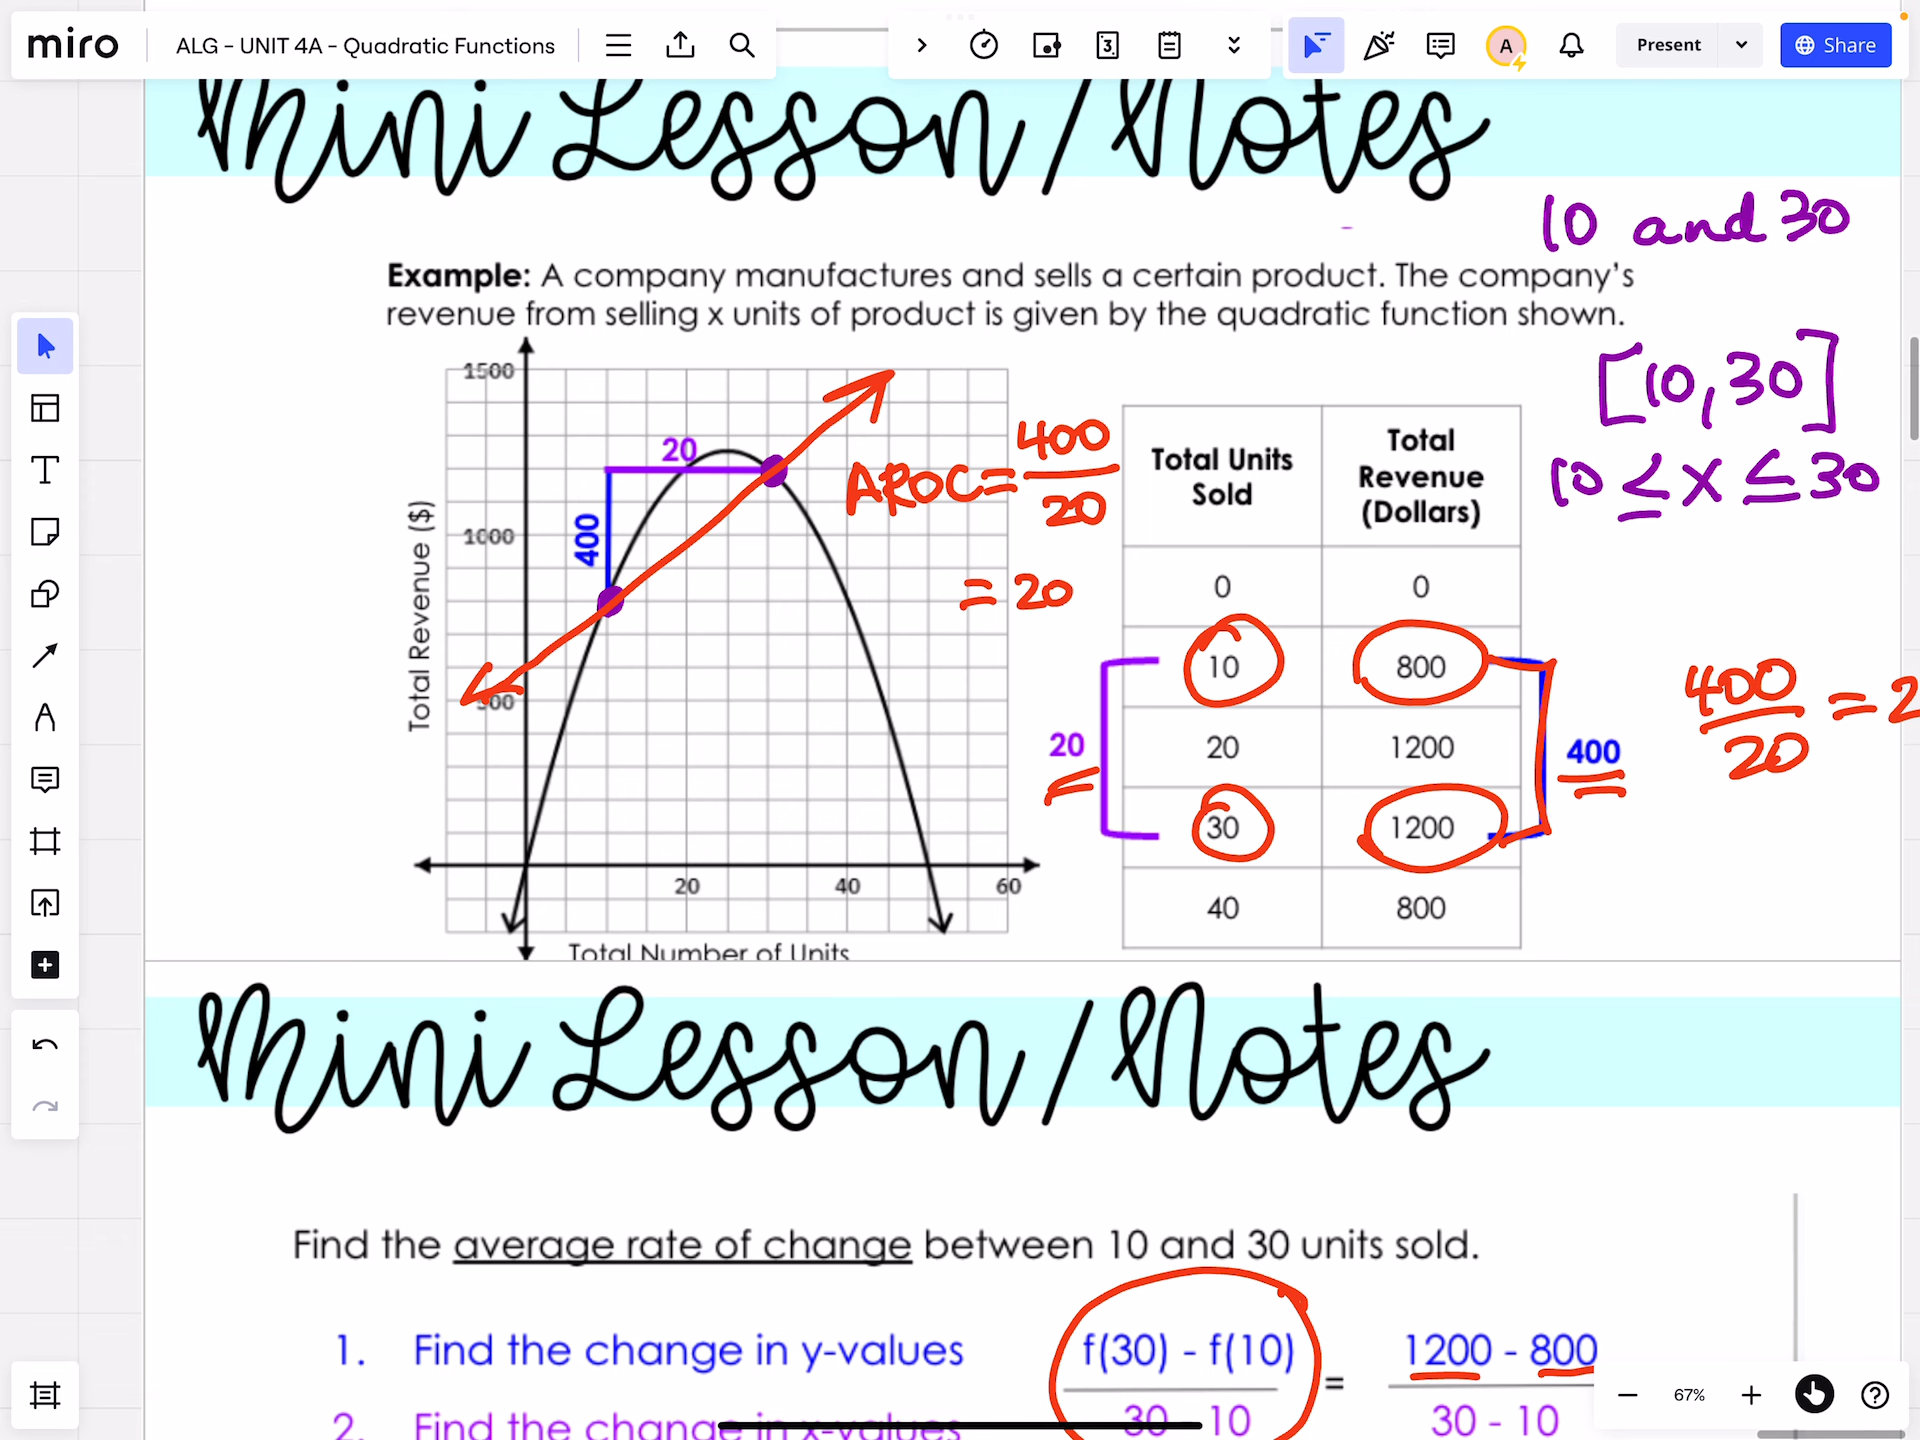 miro
ALG - UNIT 4A - Quadratic Functions
3
A
Present
Share
Mini Lesson/Notes
10 and 30
Example: A company manufactures and sells a certain product. The company's
revenue from selling x units of product is given by the quadratic function shown.
[10,30]
10 ≤ x ≤ 30
1500
1000
500
20
400
Total Revenue ($)
20
40
60
Total Number of Units
AROC = 400/20
= 20
Total Units Sold
Total Revenue (Dollars)
0 0
10 800
20 1200
30 1200
40 800
20
400
400/20 = 2
Mini Lesson/Notes
Find the average rate of change between 10 and 30 units sold.
1. Find the change in y-values
f(30) - f(10)
=
1200 - 800
2. Find the change in x-values
30 - 10
30 - 10
67%